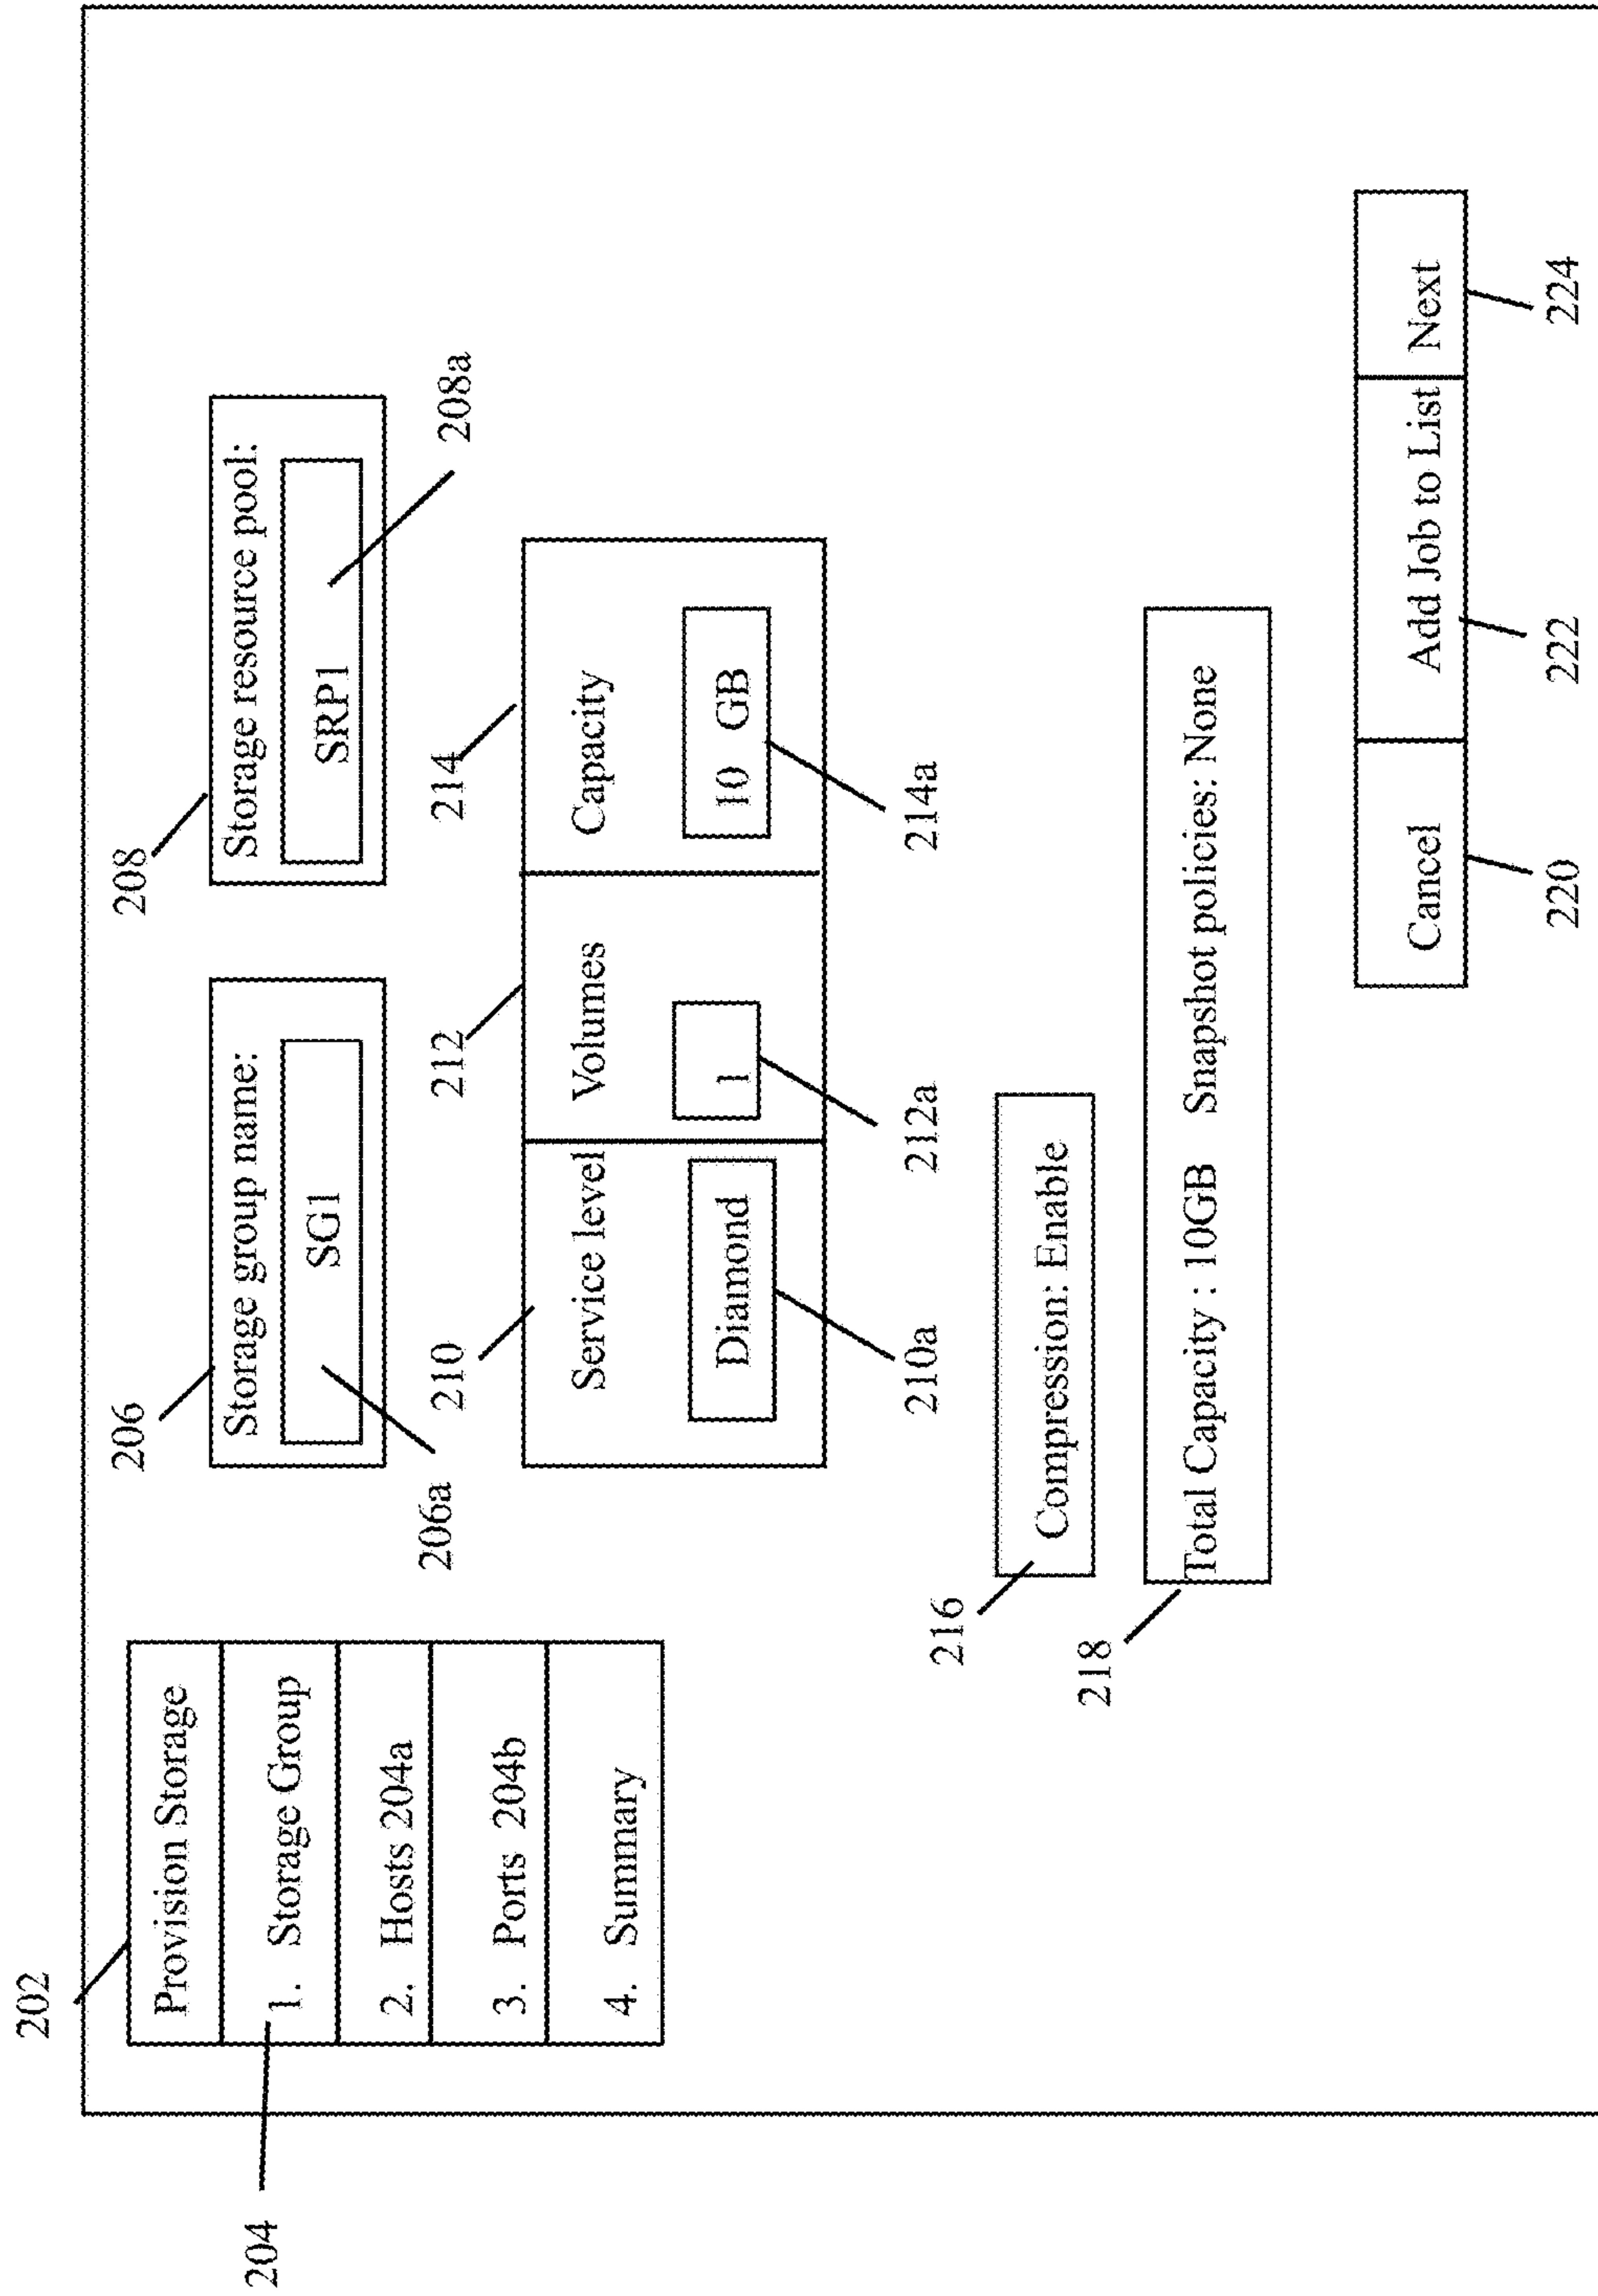 202
204
Provision Storage
1. Storage Group
2. Hosts 204a
3. Ports 204b
4. Summary
206
Storage group name:
SG1
206a
208
Storage resource pool:
SRP1
208a
210
212
214
Service level
Volumes
Capacity
Diamond
1
10 GB
210a
212a
214a
216
Compression: Enable
218
Total Capacity : 10GB Snapshot policies: None
Cancel
Add Job to List
Next
220
222
224